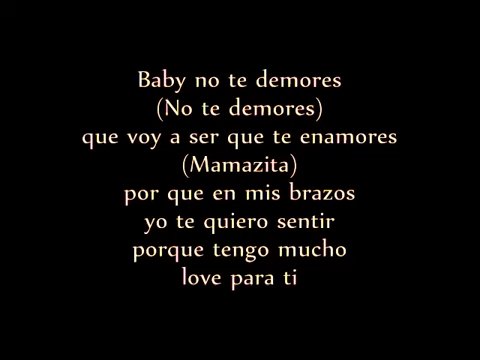 Baby no te demores
(No te demores)
que voy a ser que te enamores
(Mamazita)
por que en mis brazos
yo te quiero sentir
porque tengo mucho
love para ti